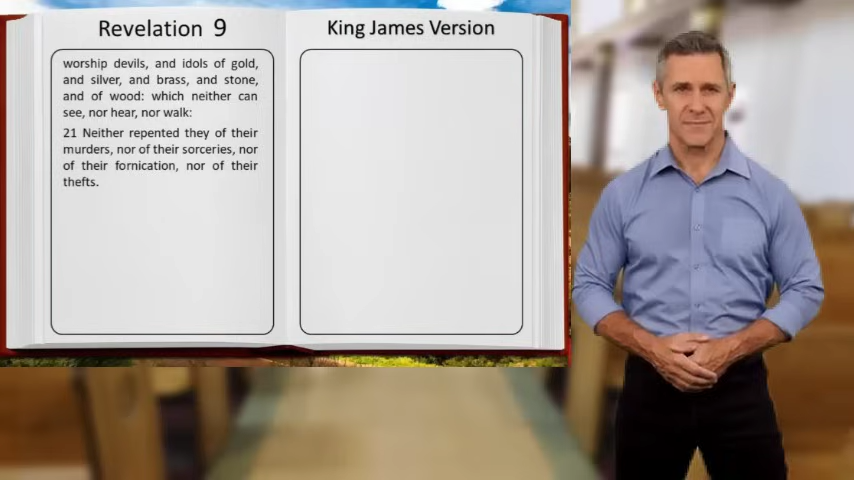 Revelation 9
King James Version
worship devils, and idols of gold,
and silver, and brass, and stone,
and of wood: which neither can
see, nor hear, nor walk:
21 Neither repented they of their
murders, nor of their sorceries, nor
of their fornication, nor of their
thefts.